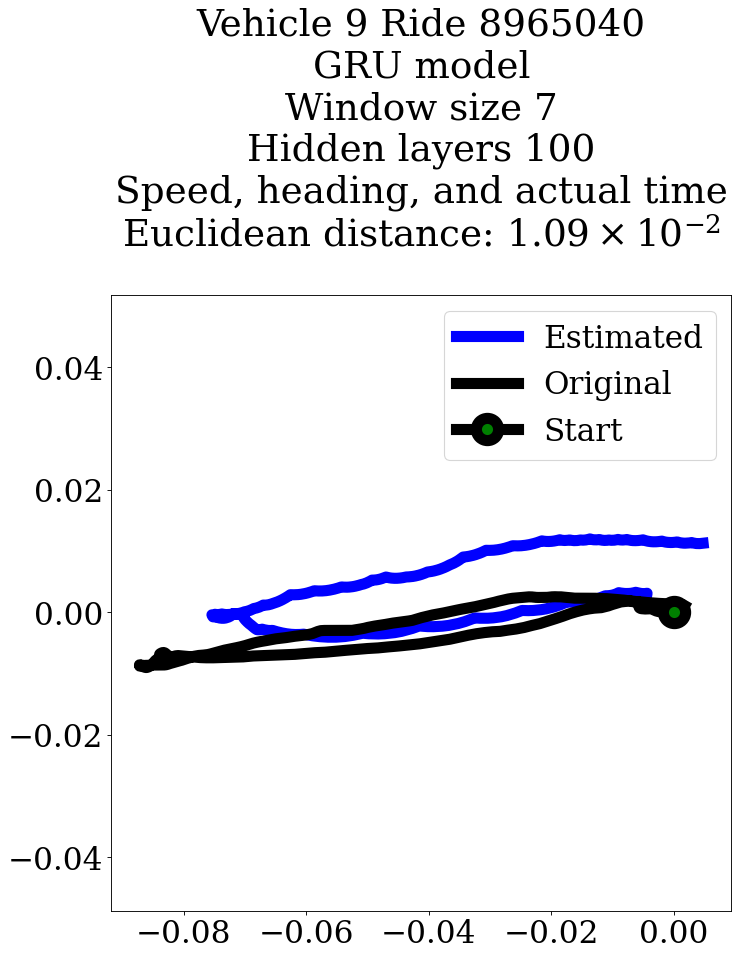 Vehicle 9 Ride 8965040
GRU model
Window size 7
Hidden layers 100
Speed, heading, and actual time
Euclidean distance: 1.09 × 10⁻²
Estimated
Original
Start
0.04
0.02
0.00
−0.02
−0.04
−0.08 −0.06 −0.04 −0.02 0.00